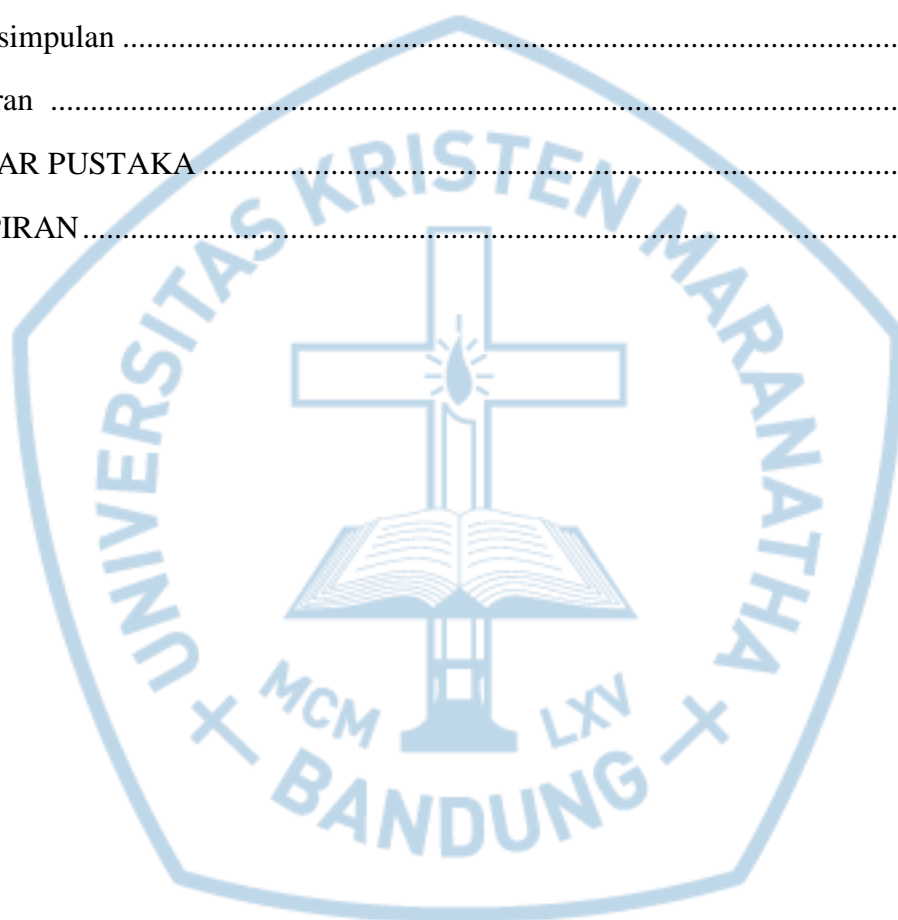 simpulan ........................................................................................................
ran .................................................................................................................
AR PUSTAKA ...............................................................................................
PIRAN ............................................................................................................
UNIVERSITAS KRISTEN MARANATHA
MCM LXV
BANDUNG